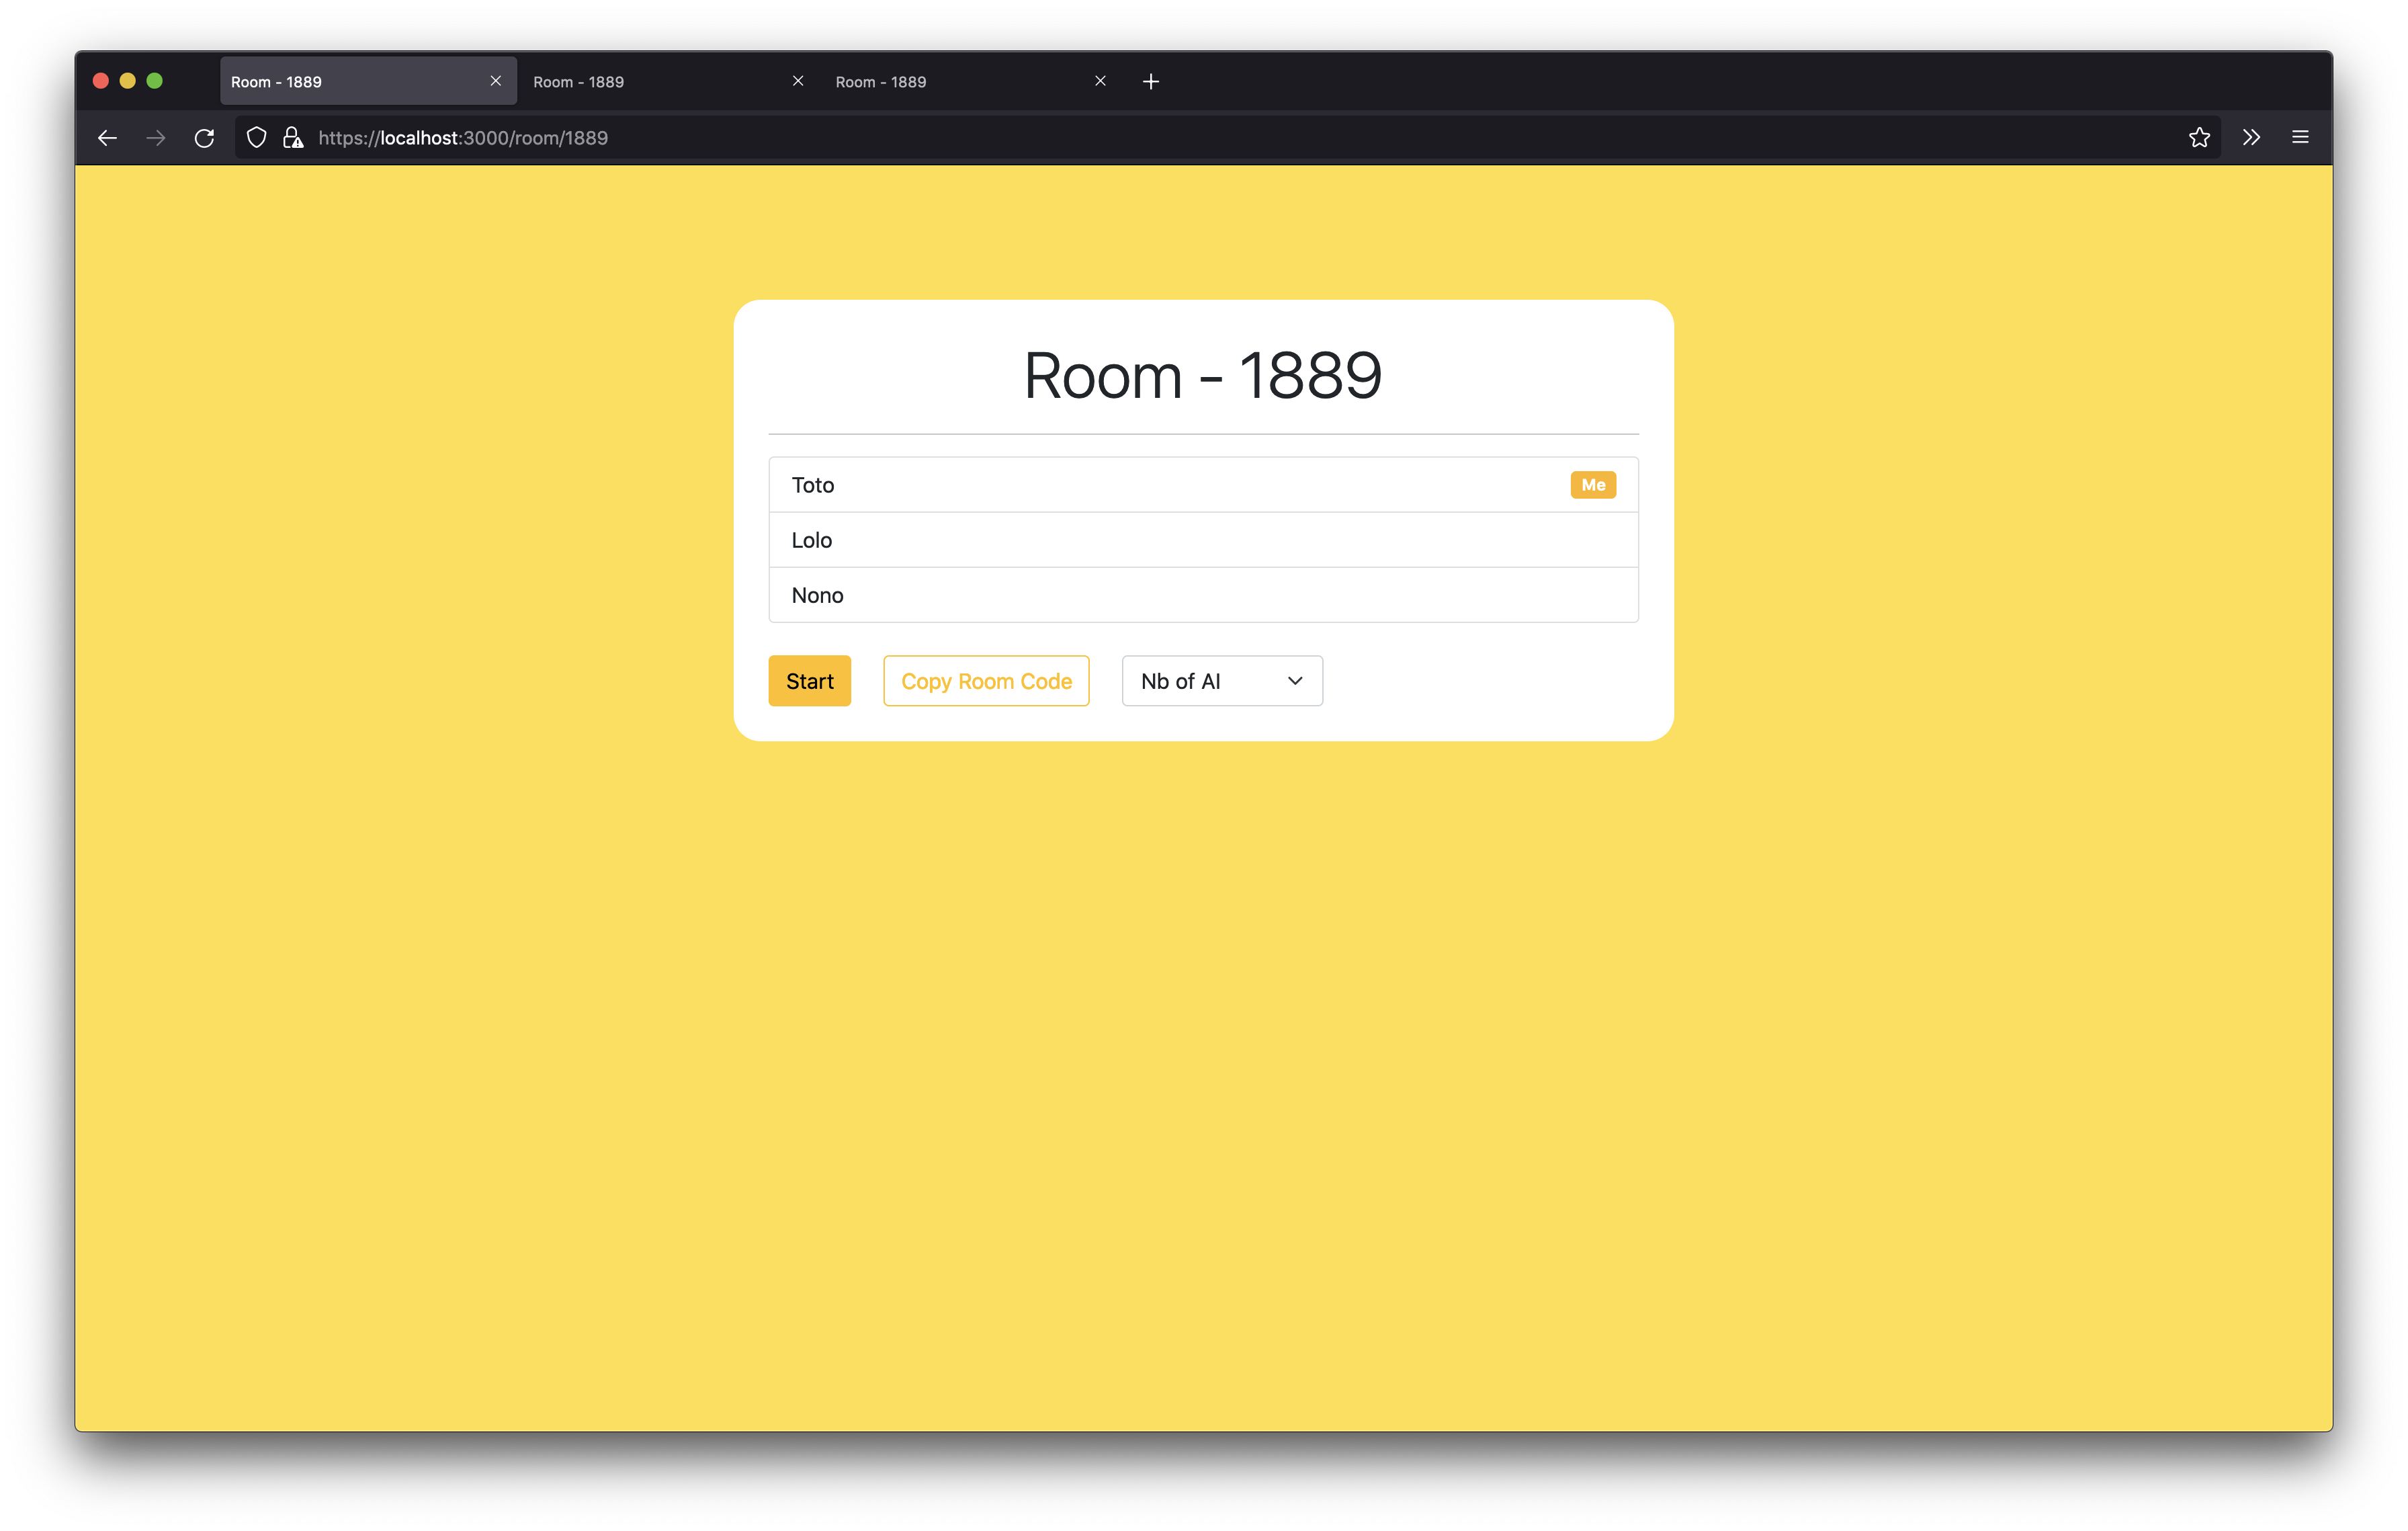 Room - 1889 Room - 1889 Room - 1889
https://localhost:3000/room/1889
Room - 1889
Toto Me
Lolo
Nono
Start Copy Room Code Nb of AI